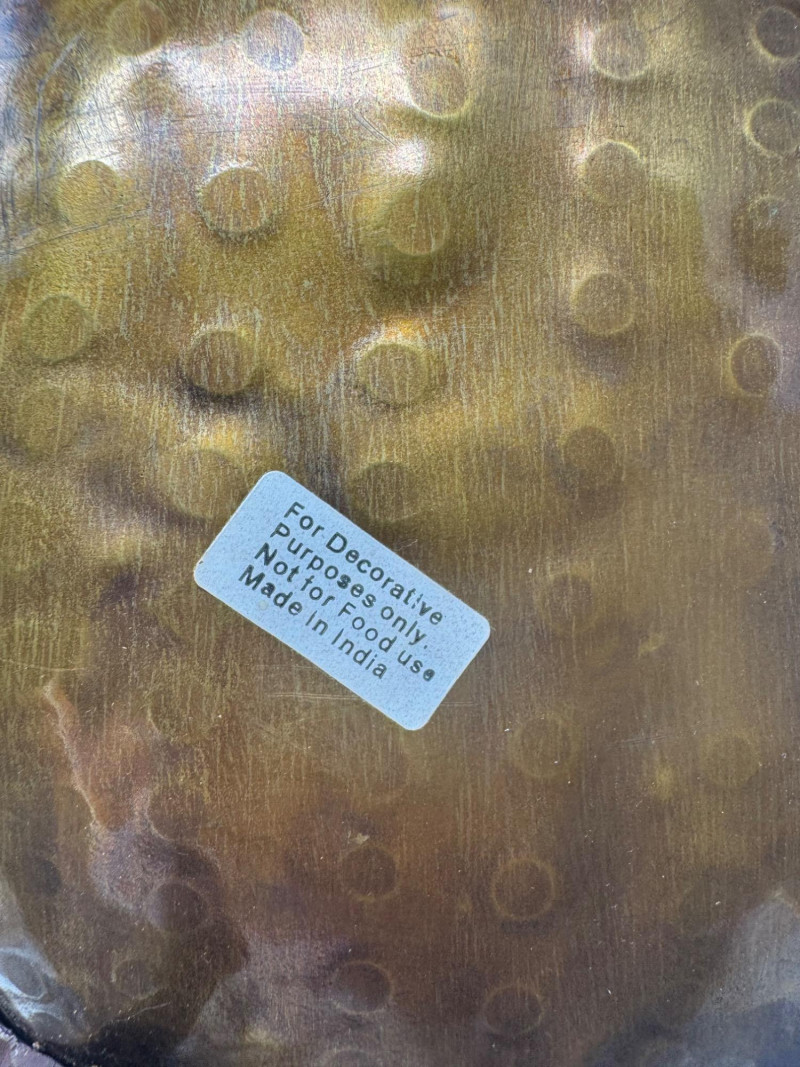 For Decorative
Purposes only.
Not for Food use
Made in India